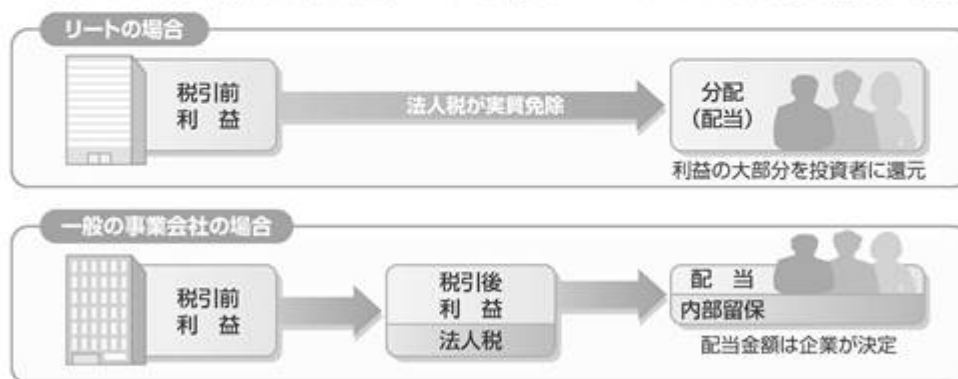 リートの場合
税引前
利　益
法人税が実質免除
分配
(配当)
利益の大部分を投資者に還元
一般の事業会社の場合
税引前
利　益
税引後
利　益
法人税
配　当
内部留保
配当金額は企業が決定